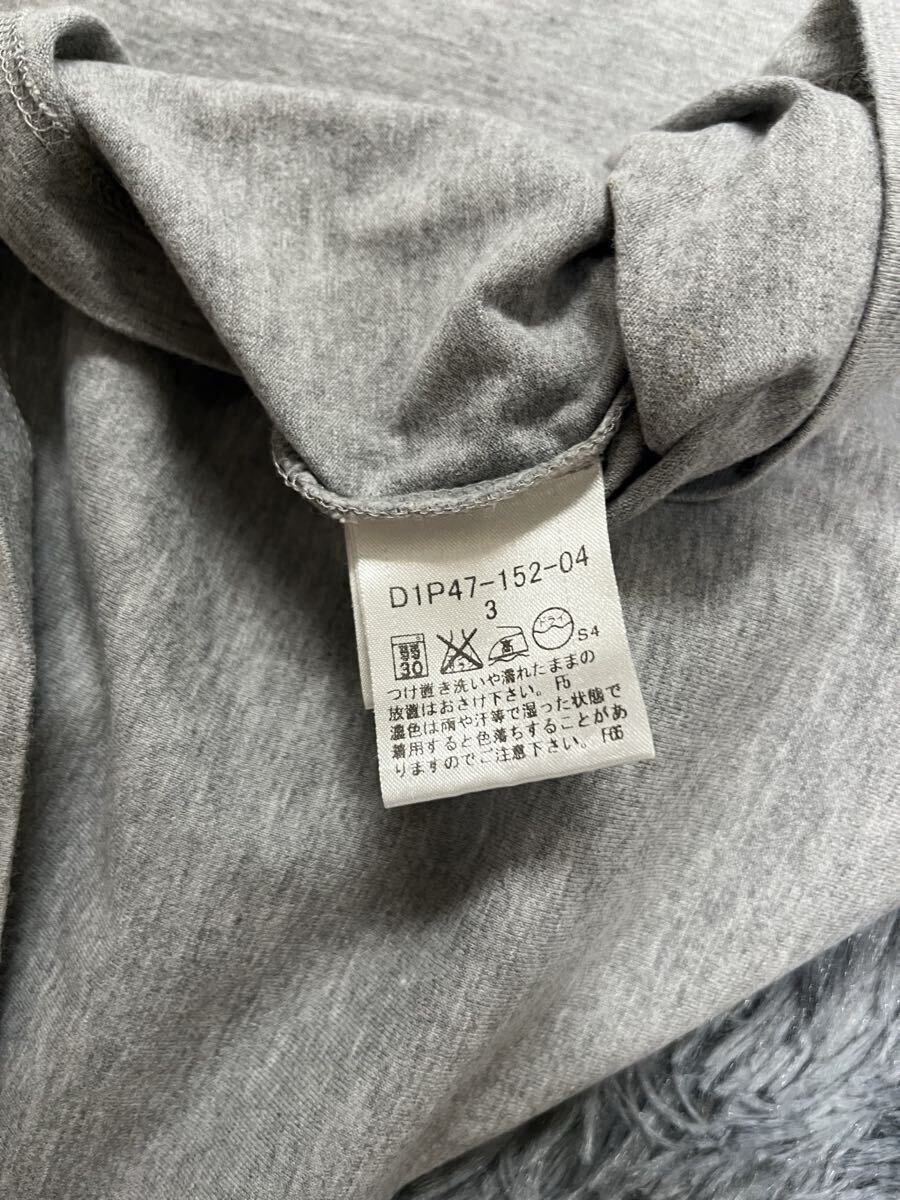 D1P47-152-04
3
弱 30 高 ドライ S4
つけ置き洗いや濡れたままの
放置はおさけ下さい。 F5
濃色は雨や汗等で湿った状態で
着用すると色落ちすることがあ
りますのでご注意下さい。 F66